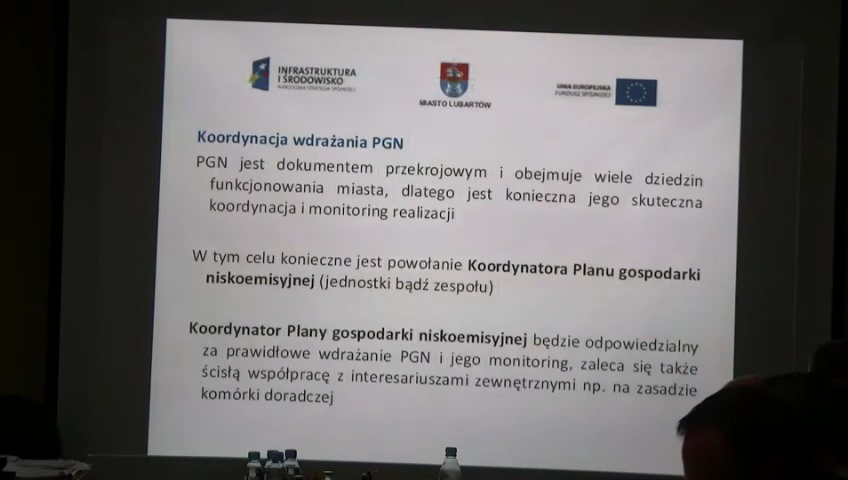 INFRASTRUKTURA
I ŚRODOWISKO
NARODOWA STRATEGIA SPÓJNOŚCI
MIASTO LUBARTÓW
UNIA EUROPEJSKA
FUNDUSZ SPÓJNOŚCI
Koordynacja wdrażania PGN
PGN jest dokumentem przekrojowym i obejmuje wiele dziedzin
funkcjonowania miasta, dlatego jest konieczna jego skuteczna
koordynacja i monitoring realizacji
W tym celu konieczne jest powołanie Koordynatora Planu gospodarki
niskoemisyjnej (jednostki bądź zespołu)
Koordynator Plany gospodarki niskoemisyjnej będzie odpowiedzialny
za prawidłowe wdrażanie PGN i jego monitoring, zaleca się także
ścisłą współpracę z interesariuszami zewnętrznymi np. na zasadzie
komórki doradczej